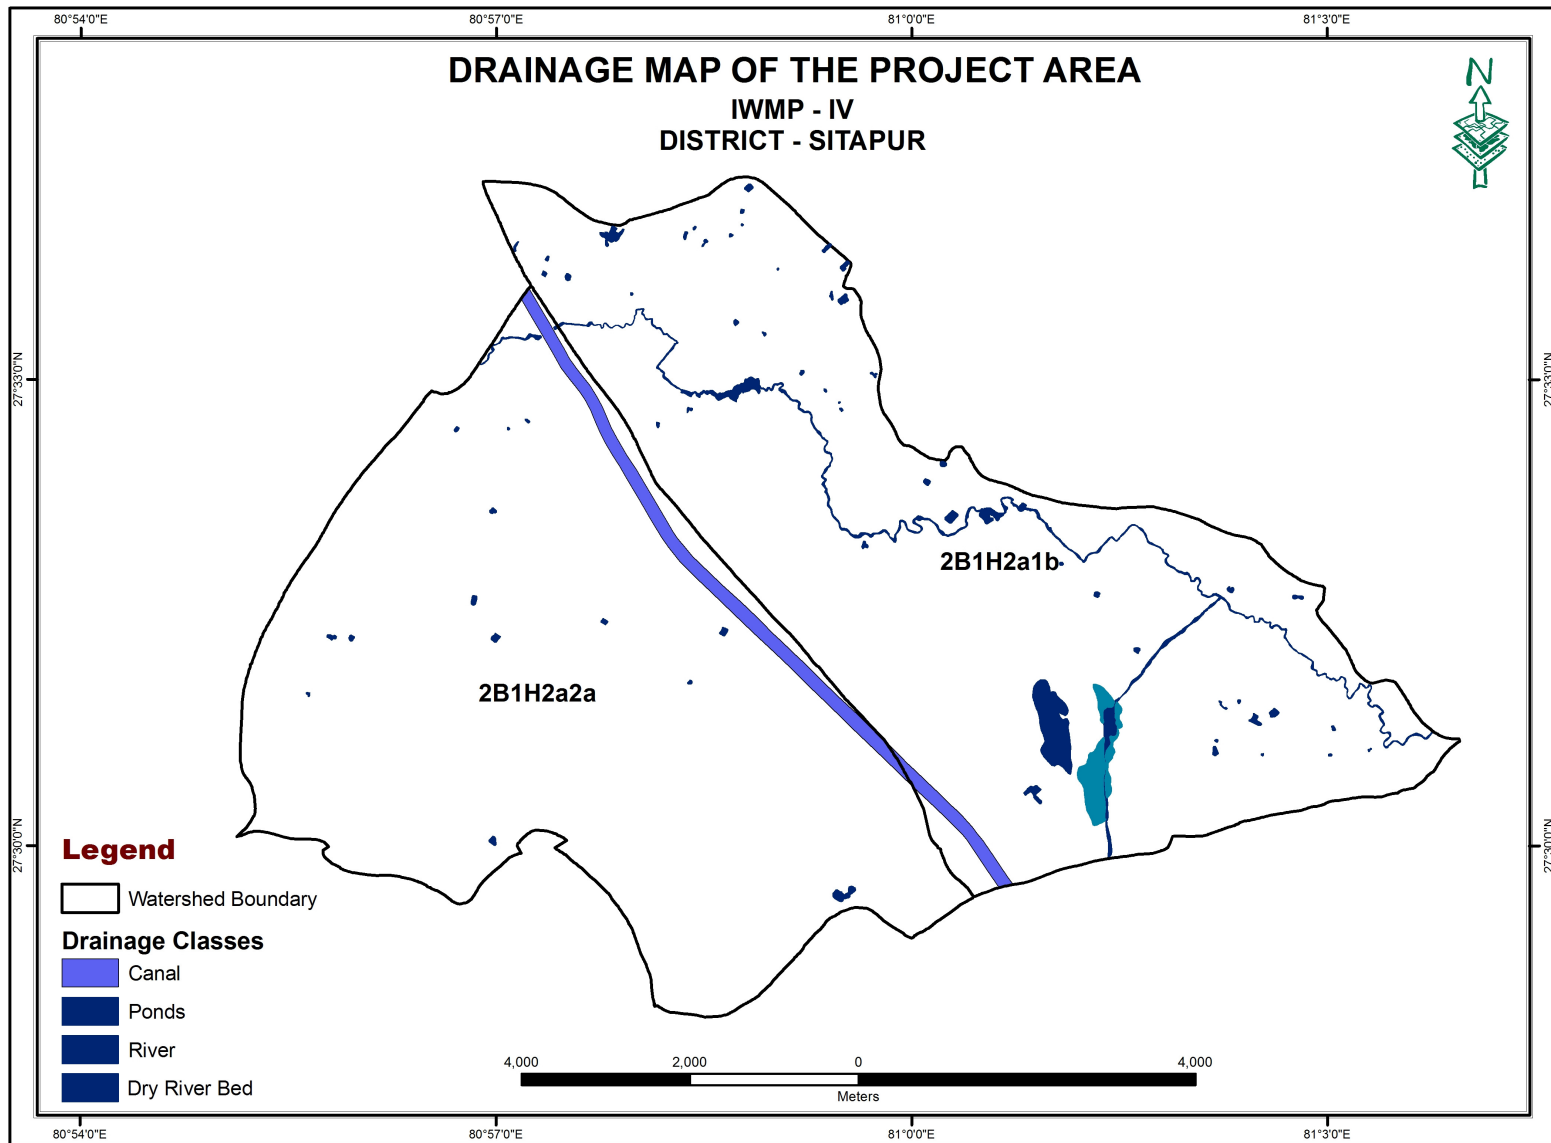 80°54'0"E 80°57'0"E 81°0'0"E 81°3'0"E
DRAINAGE MAP OF THE PROJECT AREA
IWMP - IV
DISTRICT - SITAPUR
N
27°33'0"N 27°33'0"N
2B1H2a1b
2B1H2a2a
27°30'0"N 27°30'0"N
Legend
Watershed Boundary
Drainage Classes
Canal
Ponds
River
Dry River Bed
4,000 2,000 0 4,000
Meters
80°54'0"E 80°57'0"E 81°0'0"E 81°3'0"E